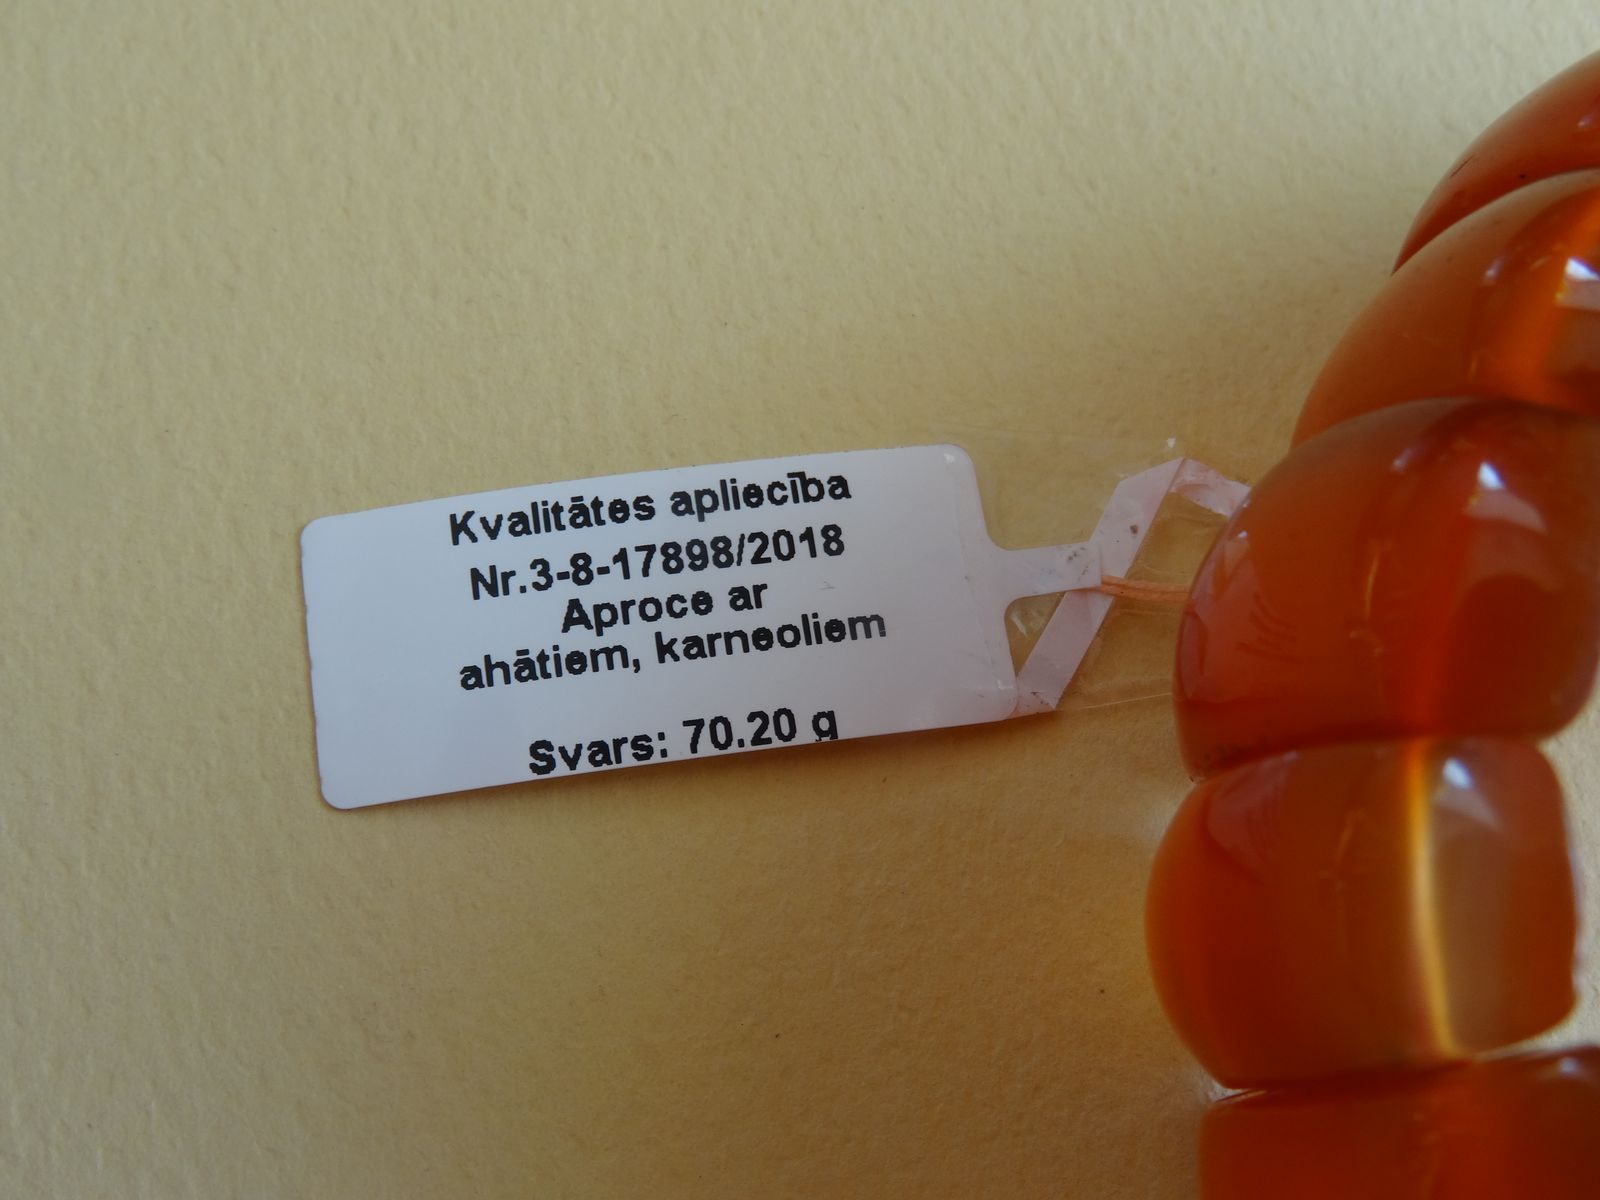 Kvalitātes apliecība
Nr.3-8-17898/2018
Aproce ar
ahātiem, karneoliem
Svars: 70.20 g